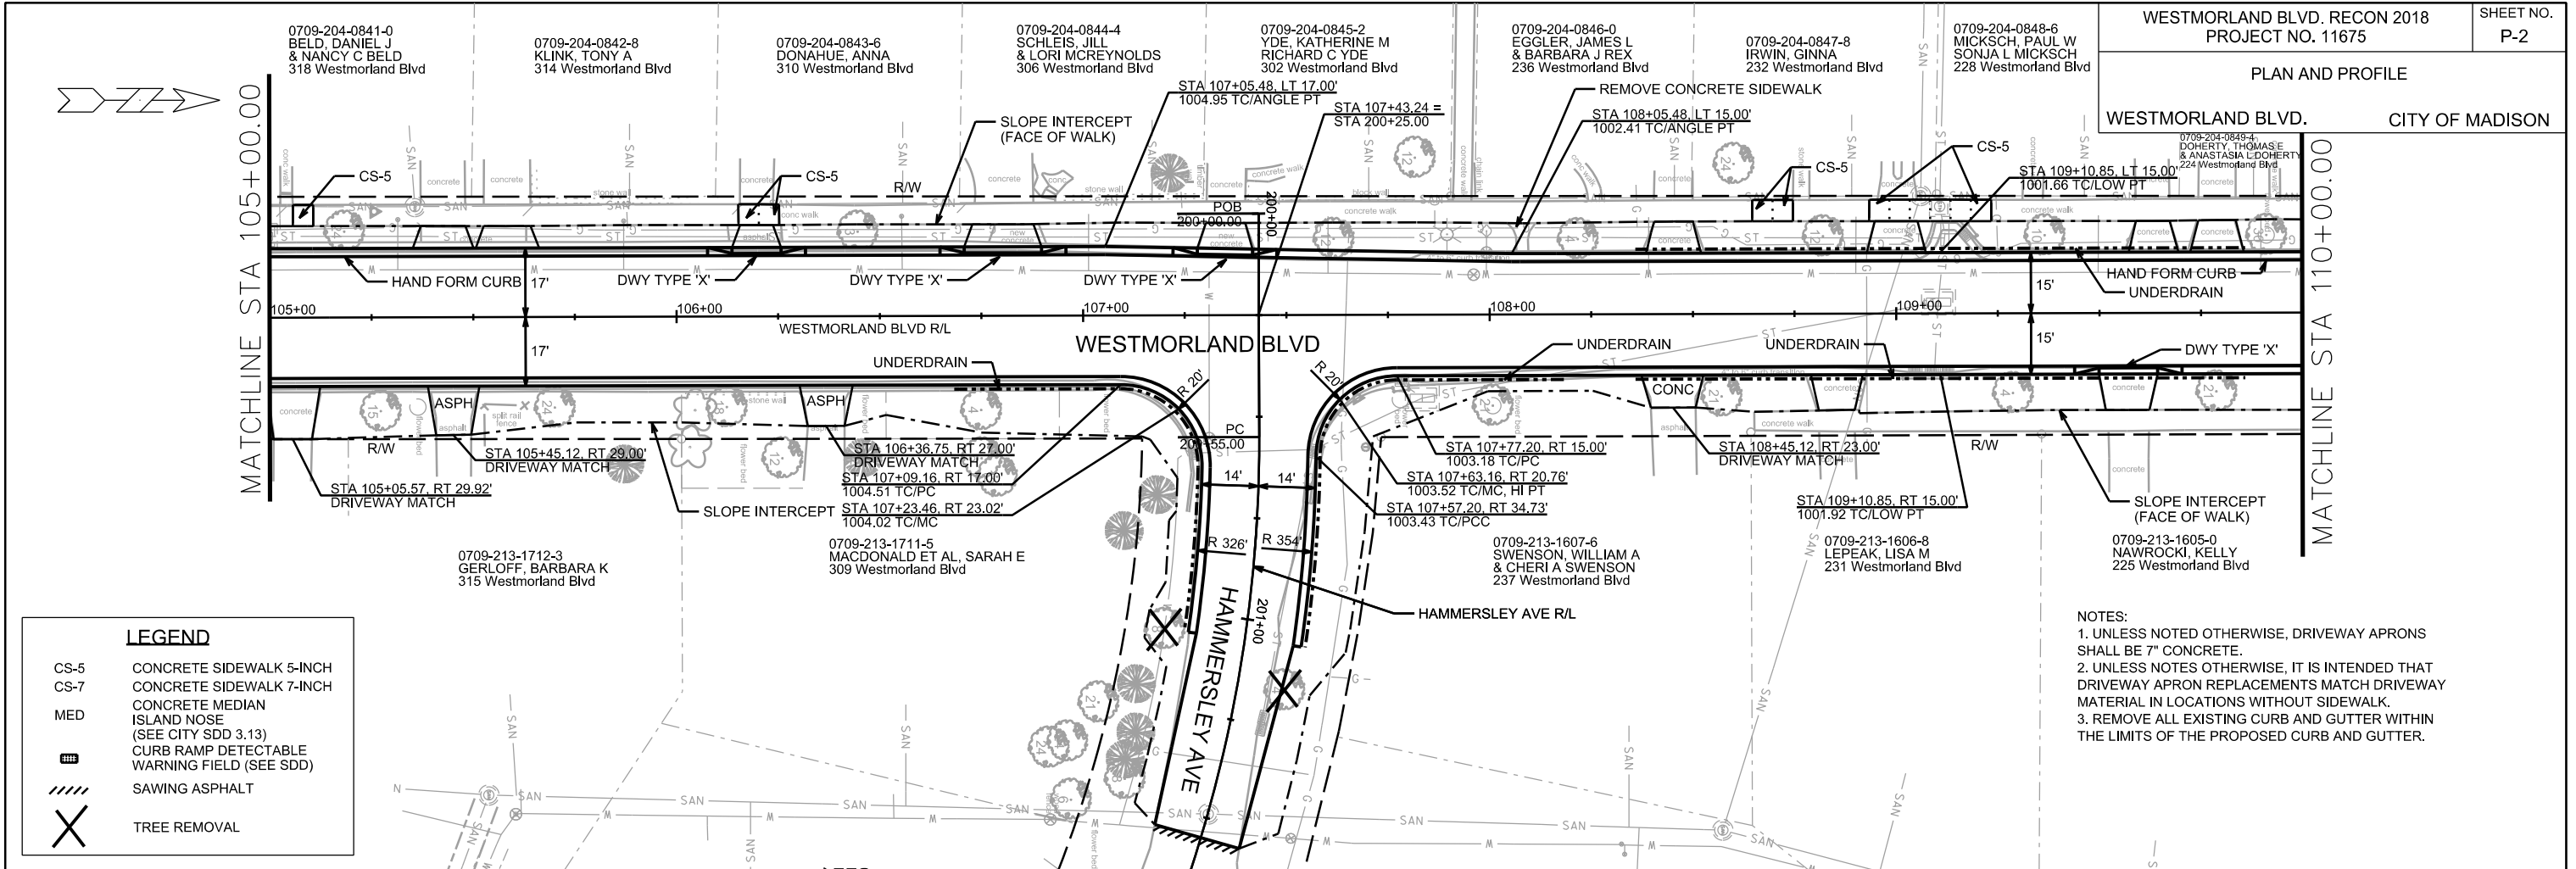 WESTMORLAND BLVD. RECON 2018
PROJECT NO. 11675
SHEET NO.
P-2
PLAN AND PROFILE
WESTMORLAND BLVD.
CITY OF MADISON
0709-204-0841-0
BELD, DANIEL J
& NANCY C BELD
318 Westmorland Blvd
0709-204-0842-8
KLINK, TONY A
314 Westmorland Blvd
0709-204-0843-6
DONAHUE, ANNA
310 Westmorland Blvd
0709-204-0844-4
SCHLEIS, JILL
& LORI MCREYNOLDS
306 Westmorland Blvd
0709-204-0845-2
YDE, KATHERINE M
RICHARD C YDE
302 Westmorland Blvd
0709-204-0846-0
EGGLER, JAMES L
& BARBARA J REX
236 Westmorland Blvd
0709-204-0847-8
IRWIN, GINNA
232 Westmorland Blvd
0709-204-0848-6
MICKSCH, PAUL W
SONJA L MICKSCH
228 Westmorland Blvd
0709-204-0849-4
DOHERTY, THOMAS E
& ANASTASIA L DOHERTY
224 Westmorland Blvd
MATCHLINE STA 105+00.00
MATCHLINE STA 110+00.00
STA 107+05.48, LT 17.00'
1004.95 TC/ANGLE PT
STA 107+43.24 =
STA 200+25.00
REMOVE CONCRETE SIDEWALK
STA 108+05.48, LT 15.00'
1002.41 TC/ANGLE PT
SLOPE INTERCEPT
(FACE OF WALK)
CS-5
CS-5
CS-5
CS-5
STA 109+10.85, LT 15.00'
1001.66 TC/LOW PT
R/W
POB
200+00.00
200+00
HAND FORM CURB
17'
DWY TYPE 'X'
DWY TYPE 'X'
DWY TYPE 'X'
HAND FORM CURB
UNDERDRAIN
15'
105+00
106+00
107+00
108+00
109+00
WESTMORLAND BLVD R/L
WESTMORLAND BLVD
17'
UNDERDRAIN
R 20'
R 20'
UNDERDRAIN
UNDERDRAIN
15'
DWY TYPE 'X'
ASPH
ASPH
CONC
R/W
STA 105+45.12, RT 29.00'
DRIVEWAY MATCH
STA 105+05.57, RT 29.92'
DRIVEWAY MATCH
SLOPE INTERCEPT
STA 106+36.75, RT 27.00'
DRIVEWAY MATCH
STA 107+09.16, RT 17.00'
1004.51 TC/PC
STA 107+23.46, RT 23.02'
1004.02 TC/MC
PC
200+55.00
14'
14'
STA 107+77.20, RT 15.00'
1003.18 TC/PC
STA 107+63.16, RT 20.76'
1003.52 TC/MC, HI PT
STA 107+57.20, RT 34.73'
1003.43 TC/PCC
STA 108+45.12, RT 23.00'
DRIVEWAY MATCH
R/W
STA 109+10.85, RT 15.00'
1001.92 TC/LOW PT
SLOPE INTERCEPT
(FACE OF WALK)
0709-213-1712-3
GERLOFF, BARBARA K
315 Westmorland Blvd
0709-213-1711-5
MACDONALD ET AL, SARAH E
309 Westmorland Blvd
R 326'
R 354'
0709-213-1607-6
SWENSON, WILLIAM A
& CHERI A SWENSON
237 Westmorland Blvd
0709-213-1606-8
LEPEAK, LISA M
231 Westmorland Blvd
0709-213-1605-0
NAWROCKI, KELLY
225 Westmorland Blvd
HAMMERSLEY AVE R/L
201+00
HAMMERSLEY AVE
LEGEND
CS-5 CONCRETE SIDEWALK 5-INCH
CS-7 CONCRETE SIDEWALK 7-INCH
MED CONCRETE MEDIAN
ISLAND NOSE
(SEE CITY SDD 3.13)
CURB RAMP DETECTABLE
WARNING FIELD (SEE SDD)
SAWING ASPHALT
TREE REMOVAL
NOTES:
1. UNLESS NOTED OTHERWISE, DRIVEWAY APRONS
SHALL BE 7" CONCRETE.
2. UNLESS NOTES OTHERWISE, IT IS INTENDED THAT
DRIVEWAY APRON REPLACEMENTS MATCH DRIVEWAY
MATERIAL IN LOCATIONS WITHOUT SIDEWALK.
3. REMOVE ALL EXISTING CURB AND GUTTER WITHIN
THE LIMITS OF THE PROPOSED CURB AND GUTTER.